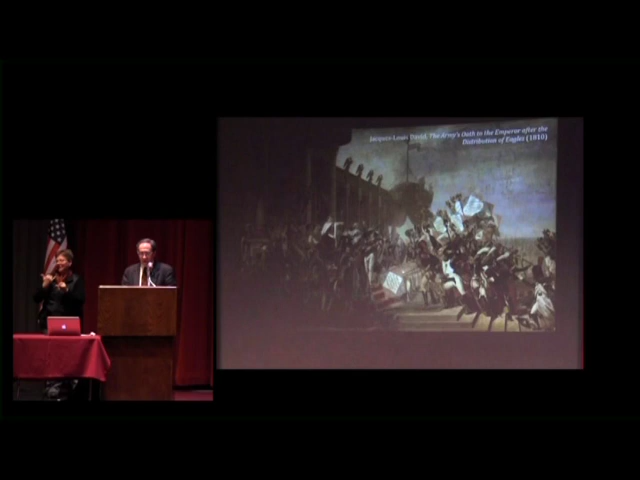 Jacques-Louis David, The Army's Oath to the Emperor after the
Distribution of Eagles (1810)